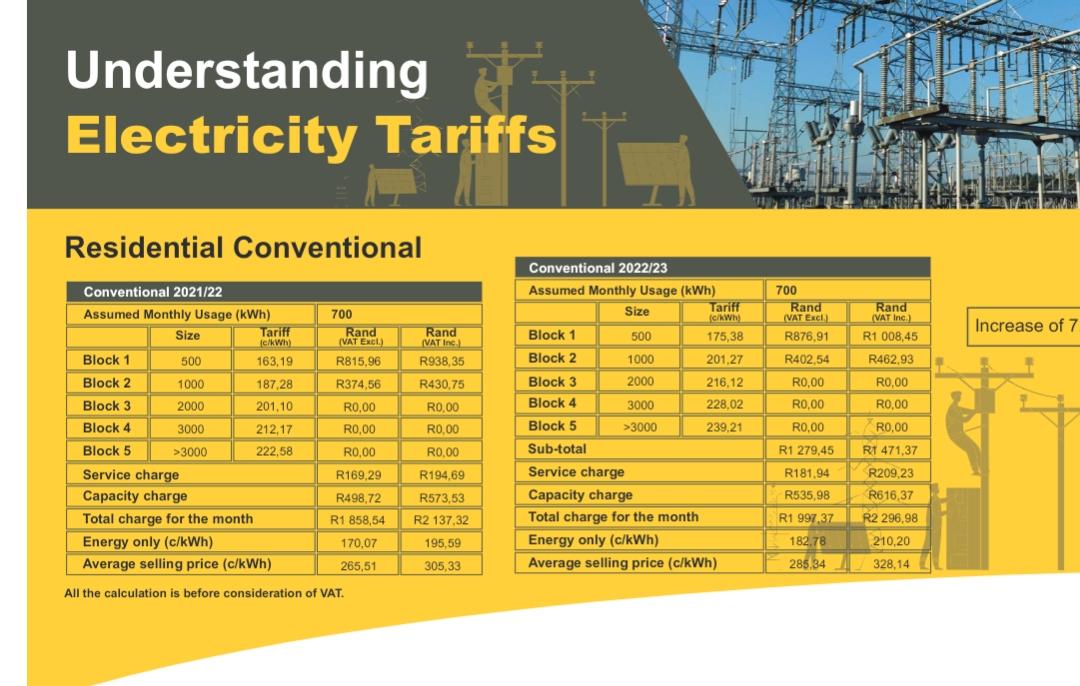 Understanding
Electricity Tariffs
Residential Conventional
Conventional 2021/22
Assumed Monthly Usage (kWh) 700
Size Tariff (c/kWh) Rand (VAT Excl.) Rand (VAT Inc.)
Block 1 500 163,19 R815,96 R938,35
Block 2 1000 187,28 R374,56 R430,75
Block 3 2000 201,10 R0,00 R0,00
Block 4 3000 212,17 R0,00 R0,00
Block 5 >3000 222,58 R0,00 R0,00
Service charge R169,29 R194,69
Capacity charge R498,72 R573,53
Total charge for the month R1 858,54 R2 137,32
Energy only (c/kWh) 170,07 195,59
Average selling price (c/kWh) 265,51 305,33
All the calculation is before consideration of VAT.
Conventional 2022/23
Assumed Monthly Usage (kWh) 700
Size Tariff (c/kWh) Rand (VAT Excl.) Rand (VAT Inc.)
Block 1 500 175,38 R876,91 R1 008,45
Block 2 1000 201,27 R402,54 R462,93
Block 3 2000 216,12 R0,00 R0,00
Block 4 3000 228,02 R0,00 R0,00
Block 5 >3000 239,21 R0,00 R0,00
Sub-total R1 279,45 R1 471,37
Service charge R181,94 R209,23
Capacity charge R535,98 R616,37
Total charge for the month R1 997,37 R2 296,98
Energy only (c/kWh) 182,78 210,20
Average selling price (c/kWh) 285,34 328,14
Increase of 7